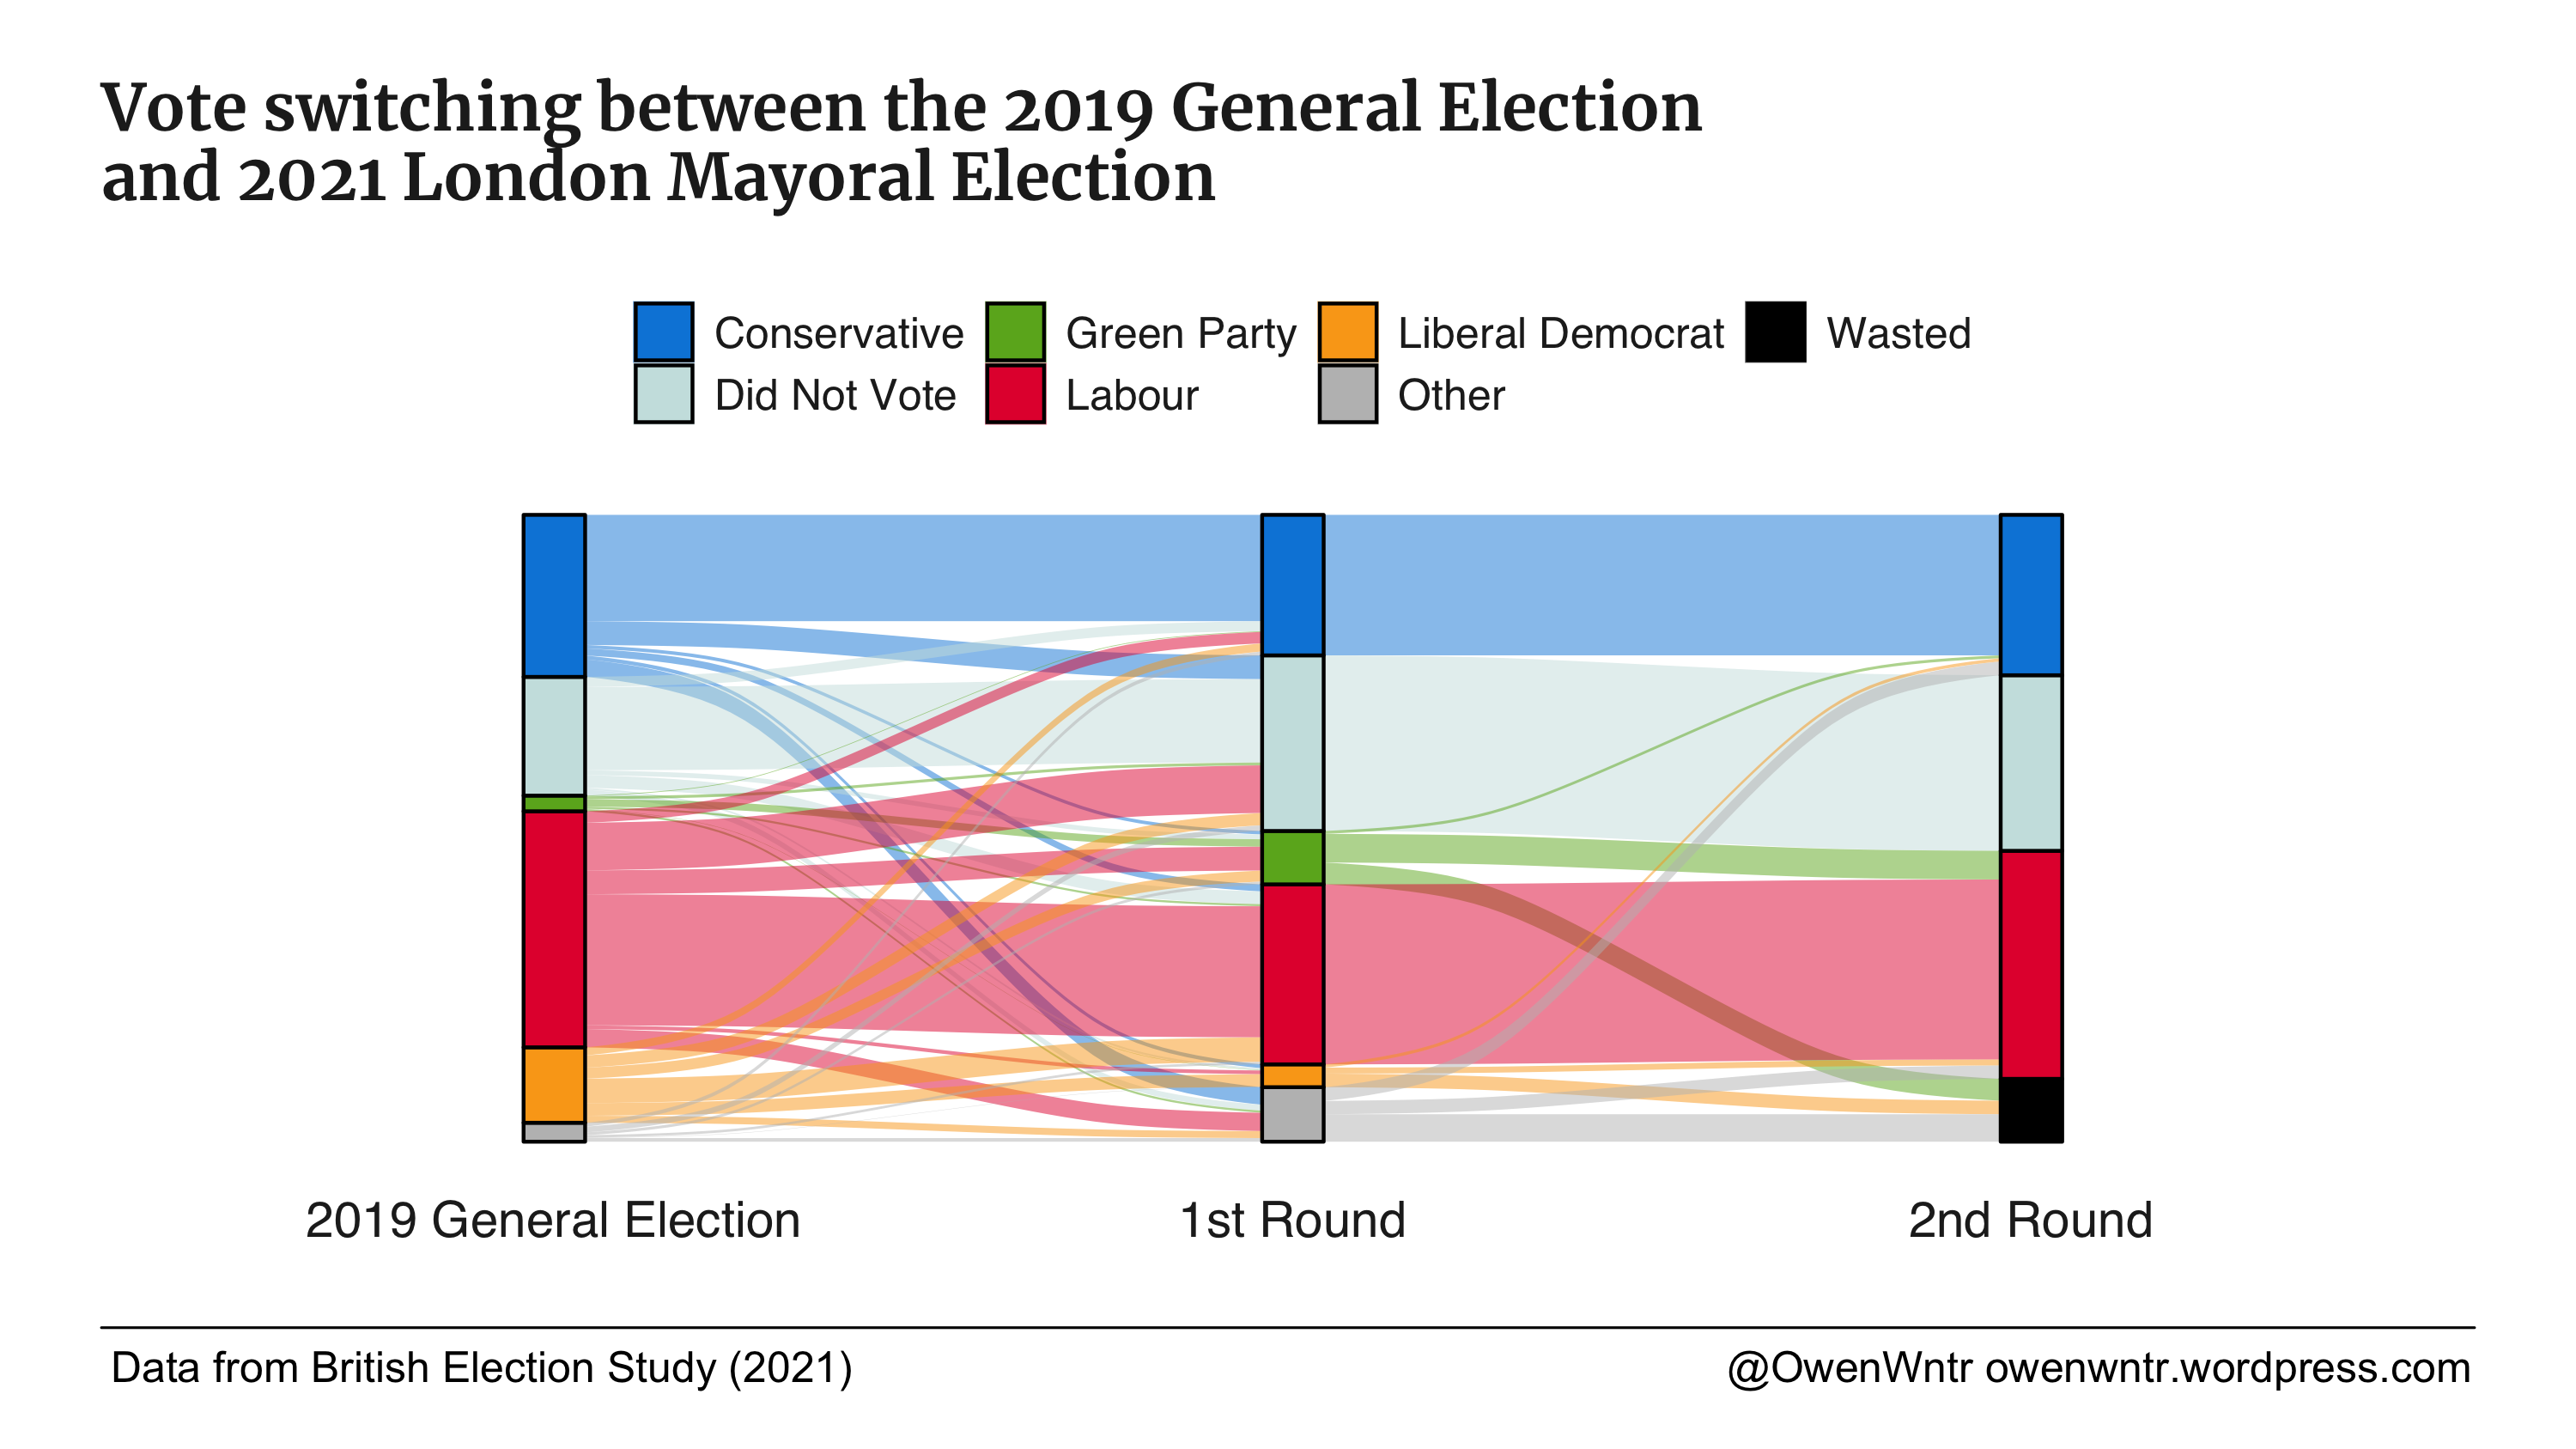 Vote switching between the 2019 General Election
and 2021 London Mayoral Election
Conservative Green Party Liberal Democrat Wasted
Did Not Vote Labour Other
2019 General Election 1st Round 2nd Round
Data from British Election Study (2021) @OwenWntr owenwntr.wordpress.com